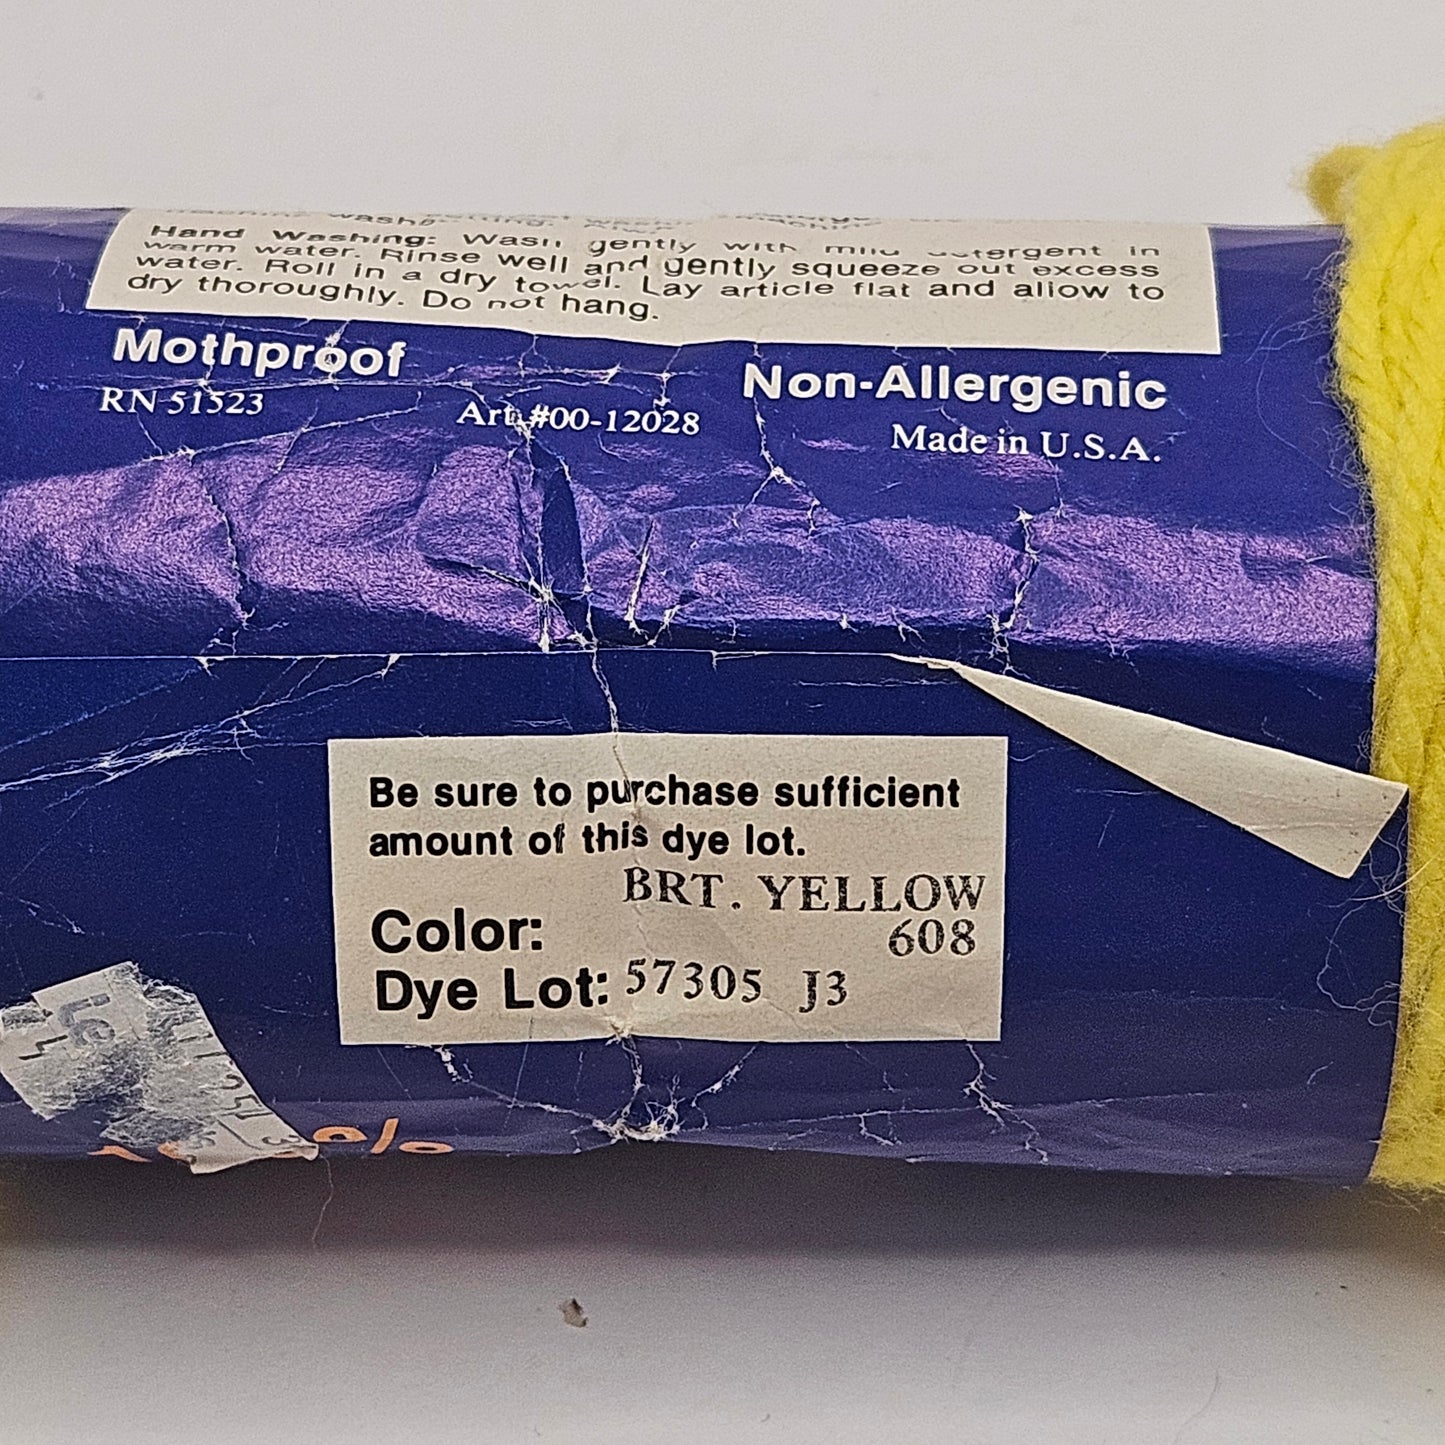 Hand Washing: Wash gently with mild detergent in
warm water. Rinse well and gently squeeze out excess
water. Roll in a dry towel. Lay article flat and allow to
dry thoroughly. Do not hang.
Mothproof
Non-Allergenic
RN 51523
Art. #00-12028
Made in U.S.A.
Be sure to purchase sufficient
amount of this dye lot.
BRT. YELLOW
Color: 608
Dye Lot: 57305 J3